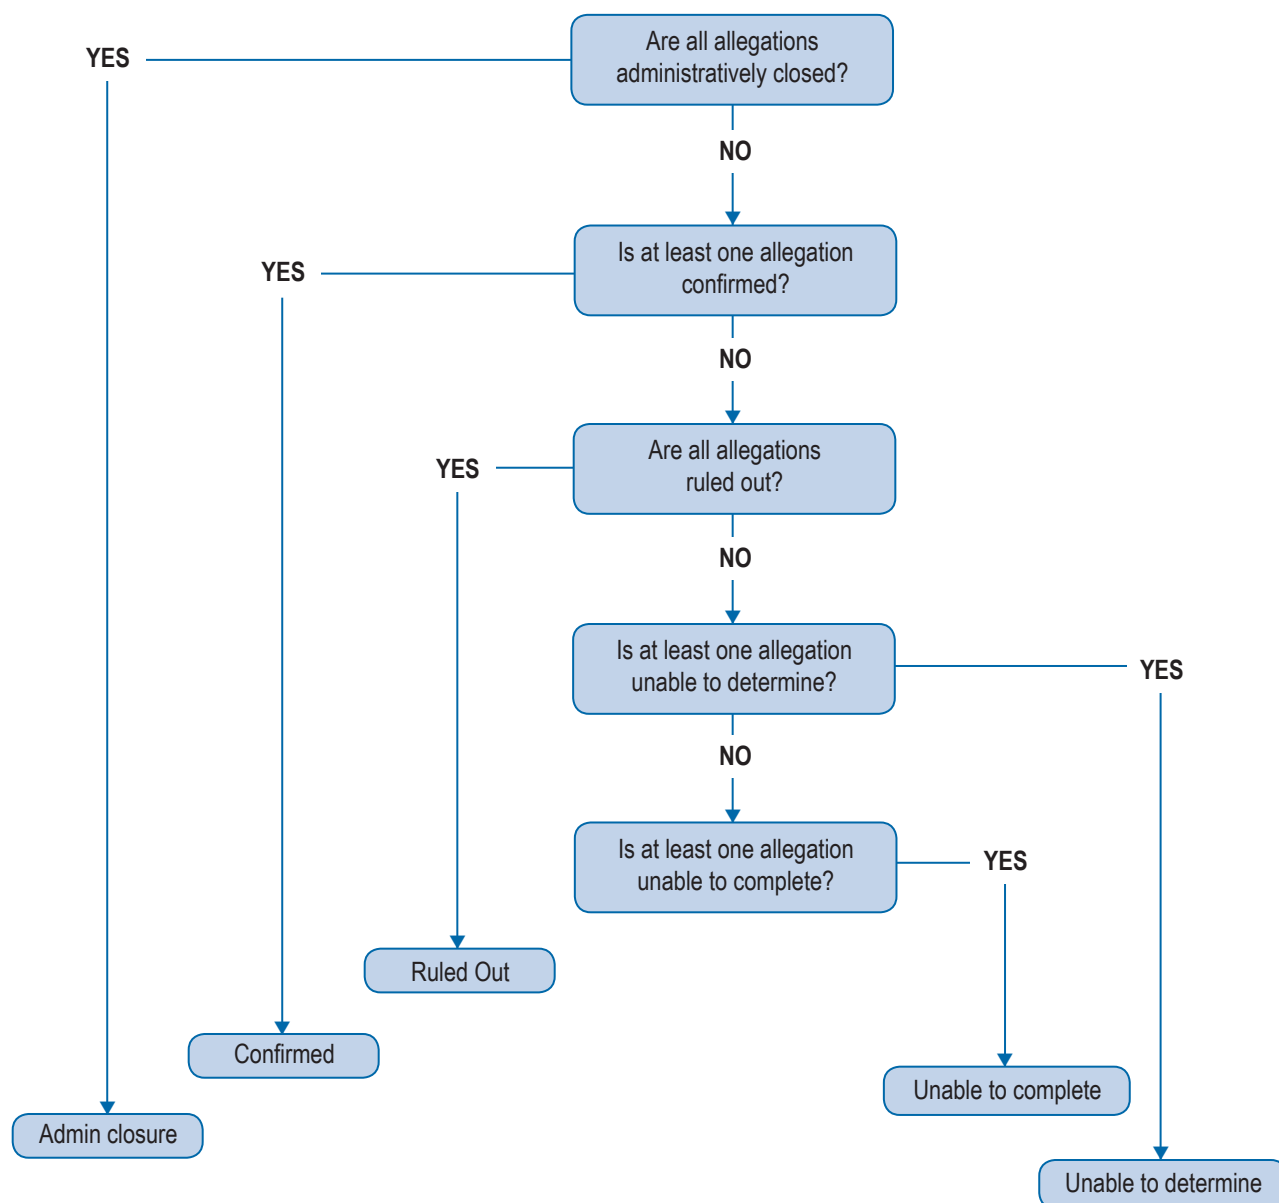 Are all allegations
administratively closed?
YES
NO
Is at least one allegation
confirmed?
YES
NO
Are all allegations
ruled out?
YES
NO
Is at least one allegation
unable to determine?
YES
NO
Is at least one allegation
unable to complete?
YES
Ruled Out
Confirmed
Unable to complete
Admin closure
Unable to determine